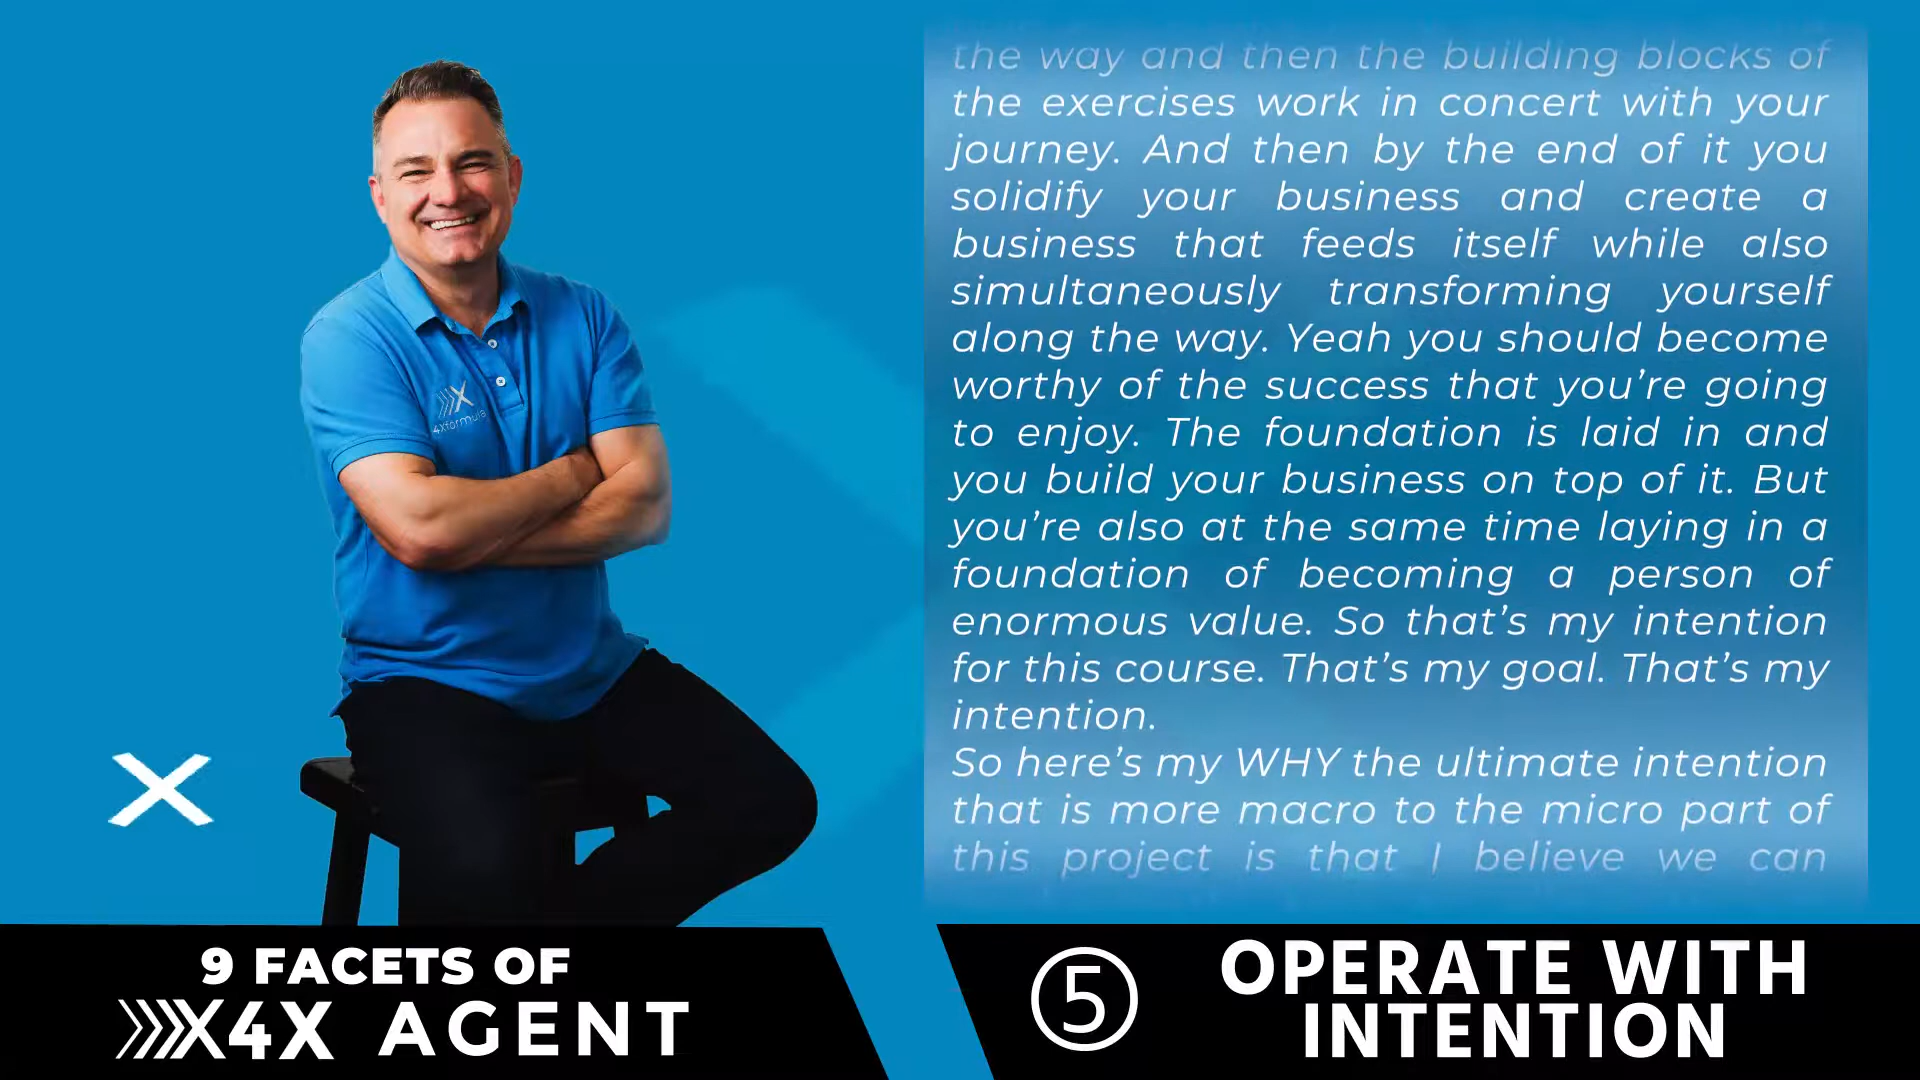 the way and then the building blocks of
the exercises work in concert with your
journey. And then by the end of it you
solidify your business and create a
business that feeds itself while also
simultaneously transforming yourself
along the way. Yeah you should become
worthy of the success that you're going
to enjoy. The foundation is laid in and
you build your business on top of it. But
you're also at the same time laying in a
foundation of becoming a person of
enormous value. So that's my intention
for this course. That's my goal. That's my
intention.
So here's my WHY the ultimate intention
that is more macro to the micro part of
this project is that I believe we can
X
4xformula
X
9 FACETS OF
X4X AGENT
5
OPERATE WITH
INTENTION